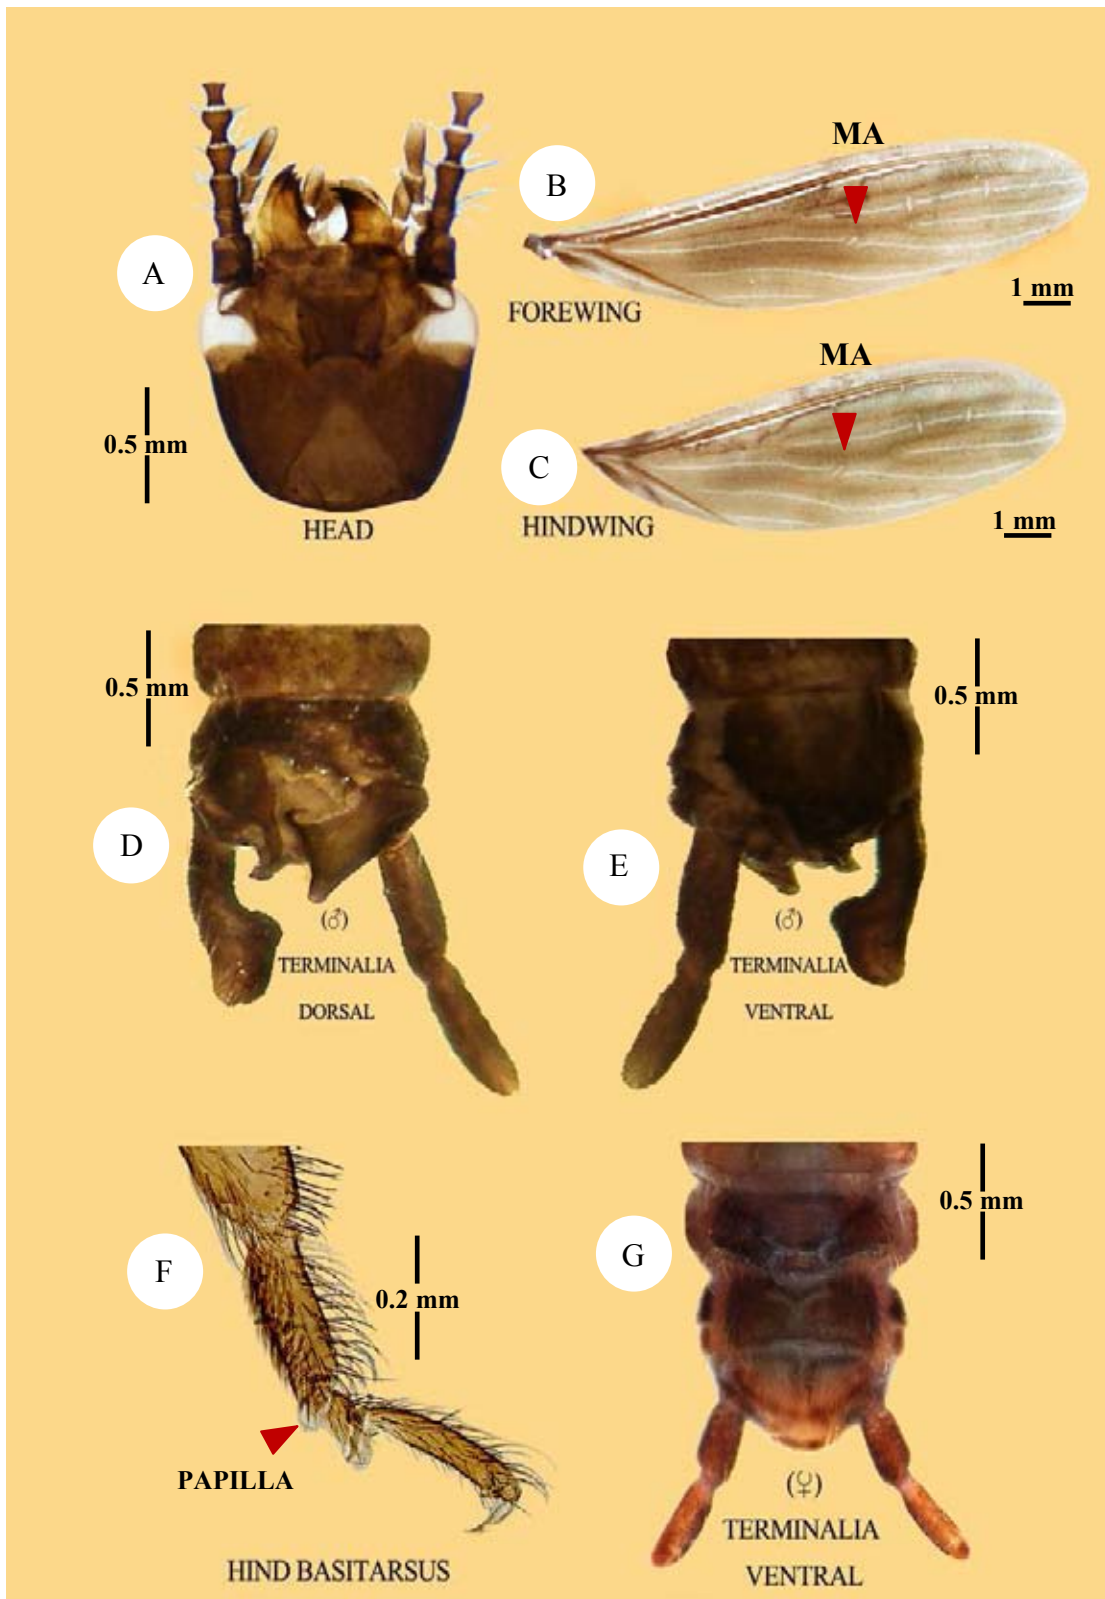 A
0.5 mm
HEAD
B
MA
FOREWING
1 mm
C
MA
HINDWING
1 mm
D
0.5 mm
(♂)
TERMINALIA
DORSAL
E
0.5 mm
(♂)
TERMINALIA
VENTRAL
F
0.2 mm
PAPILLA
HIND BASITARSUS
G
0.5 mm
(♀)
TERMINALIA
VENTRAL